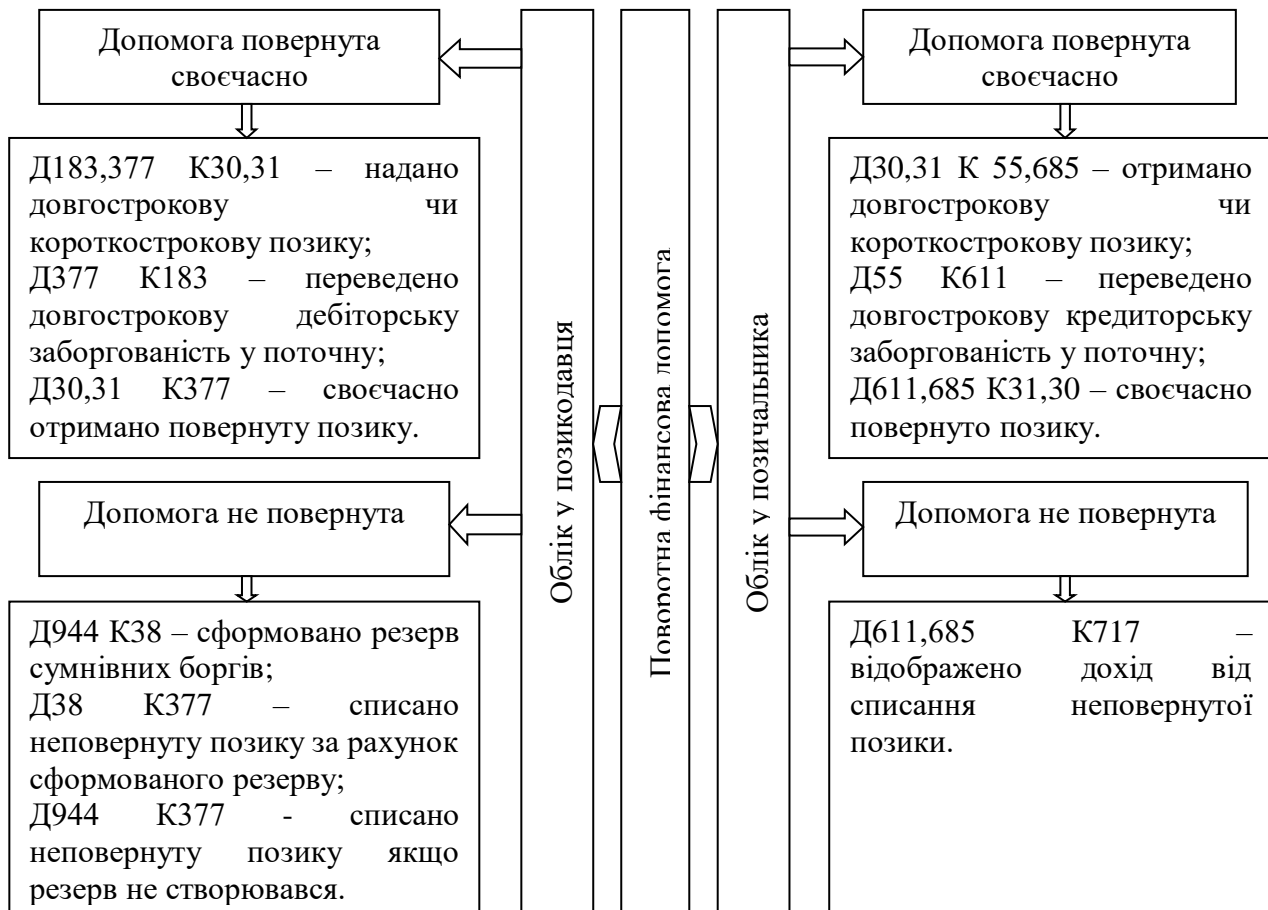 Допомога повернута
своєчасно
Д183,377 К30,31 – надано
довгострокову чи
короткострокову позику;
Д377 К183 – переведено
довгострокову дебіторську
заборгованість у поточну;
Д30,31 К377 – своєчасно
отримано повернуту позику.
Допомога не повернута
Д944 К38 – сформовано резерв
сумнівних боргів;
Д38 К377 – списано
неповернуту позику за рахунок
сформованого резерву;
Д944 К377 - списано
неповернуту позику якщо
резерв не створювався.
Облік у позикодавця
Поворотна фінансова допомога
Облік у позичальника
Допомога повернута
своєчасно
Д30,31 К 55,685 – отримано
довгострокову чи
короткострокову позику;
Д55 К611 – переведено
довгострокову кредиторську
заборгованість у поточну;
Д611,685 К31,30 – своєчасно
повернуто позику.
Допомога не повернута
Д611,685 К717 –
відображено дохід від
списання неповернутої
позики.